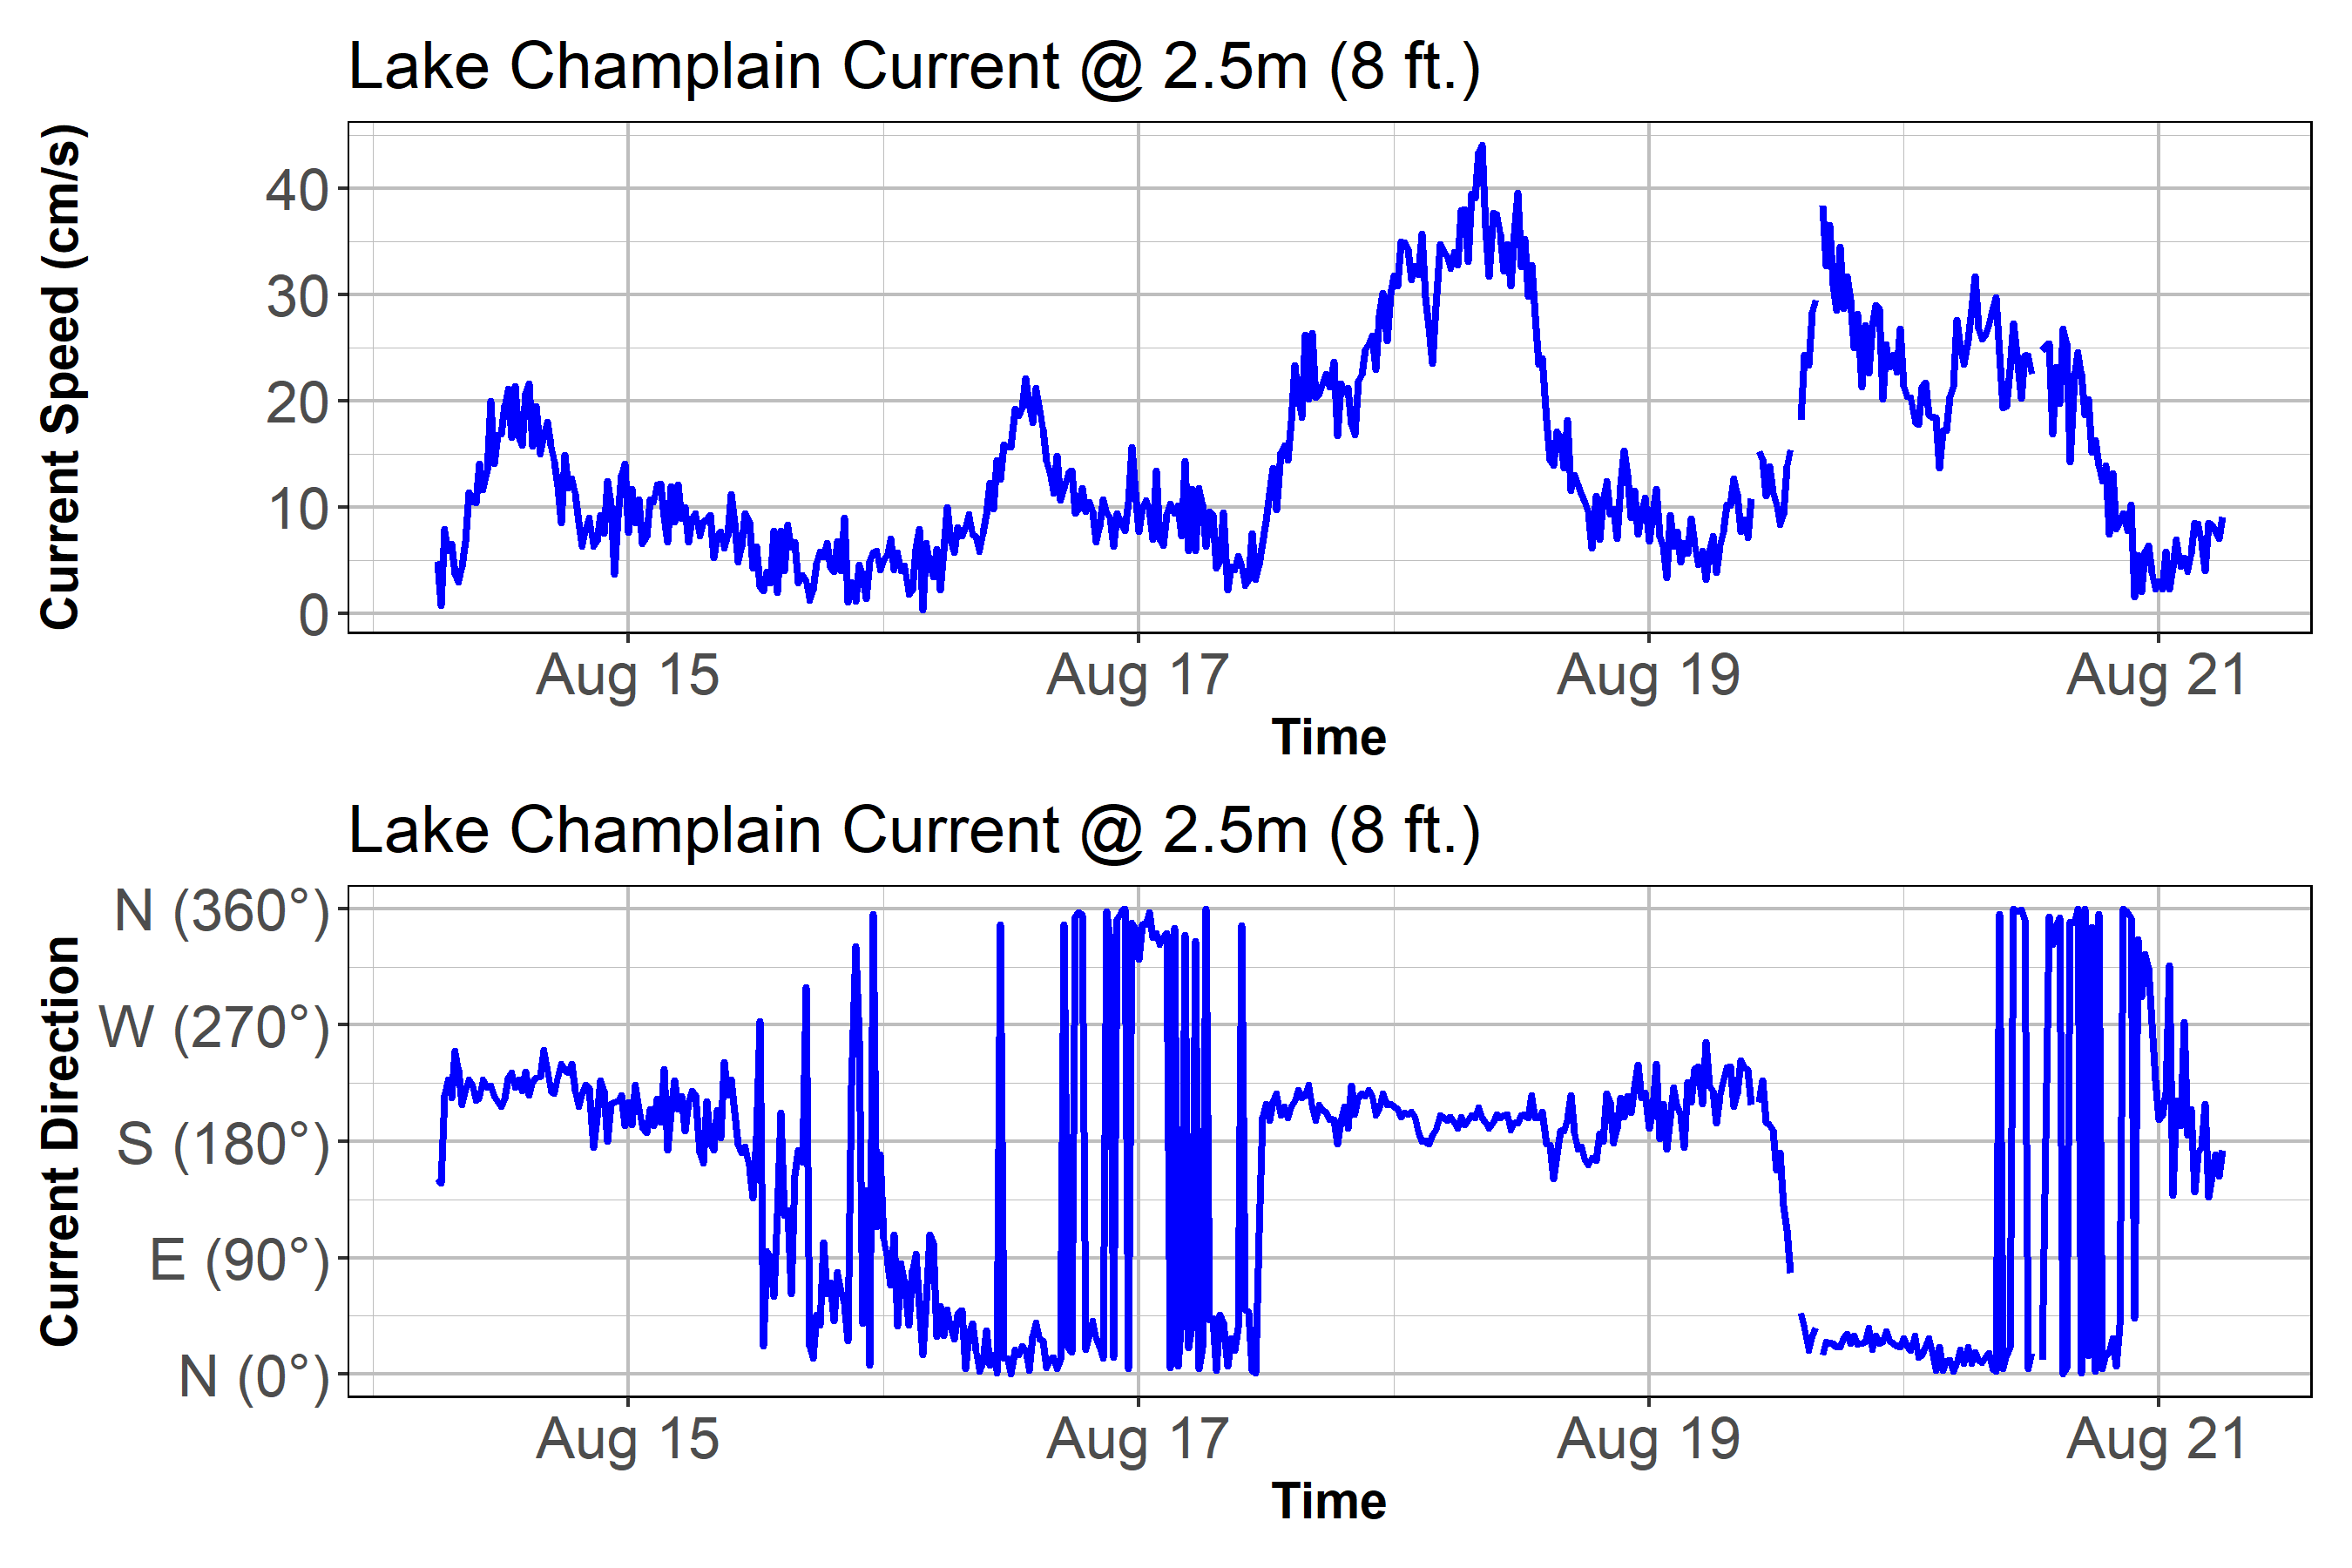 Lake Champlain Current @ 2.5m (8 ft.)
Current Speed (cm/s)
40
30
20
10
0
Aug 15 Aug 17 Aug 19 Aug 21
Time
Lake Champlain Current @ 2.5m (8 ft.)
Current Direction
N (360°)
W (270°)
S (180°)
E (90°)
N (0°)
Aug 15 Aug 17 Aug 19 Aug 21
Time